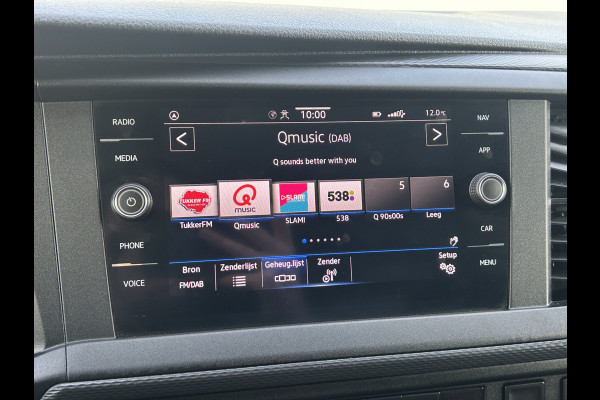 RADIO
MEDIA
PHONE
VOICE
10:00
12.0°C
Qmusic (DAB)
Q sounds better with you
TUKKER FM
Q
music
SLAM!
538
5
6
TukkerFM
Qmusic
SLAM!
538
Q 90s00s
Leeg
Bron
FM/DAB
Zenderlijst
Geheug.lijst
Zender
Setup
NAV
APP
CAR
MENU